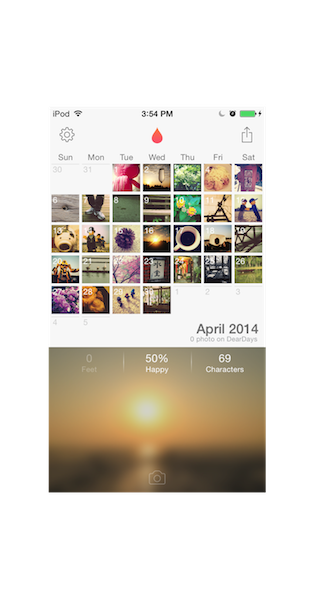 iPod 3:54 PM
Sun Mon Tue Wed Thu Fri Sat
30 31 1 2 3 4 5
6 7 8 9 10 11 12
13 14 15 16 17 18 19
20 21 22 23 24 25 26
27 28 29 30 1 2 3
4 5
April 2014
0 photo on DearDays
0 50% 69
Feel Happy Characters